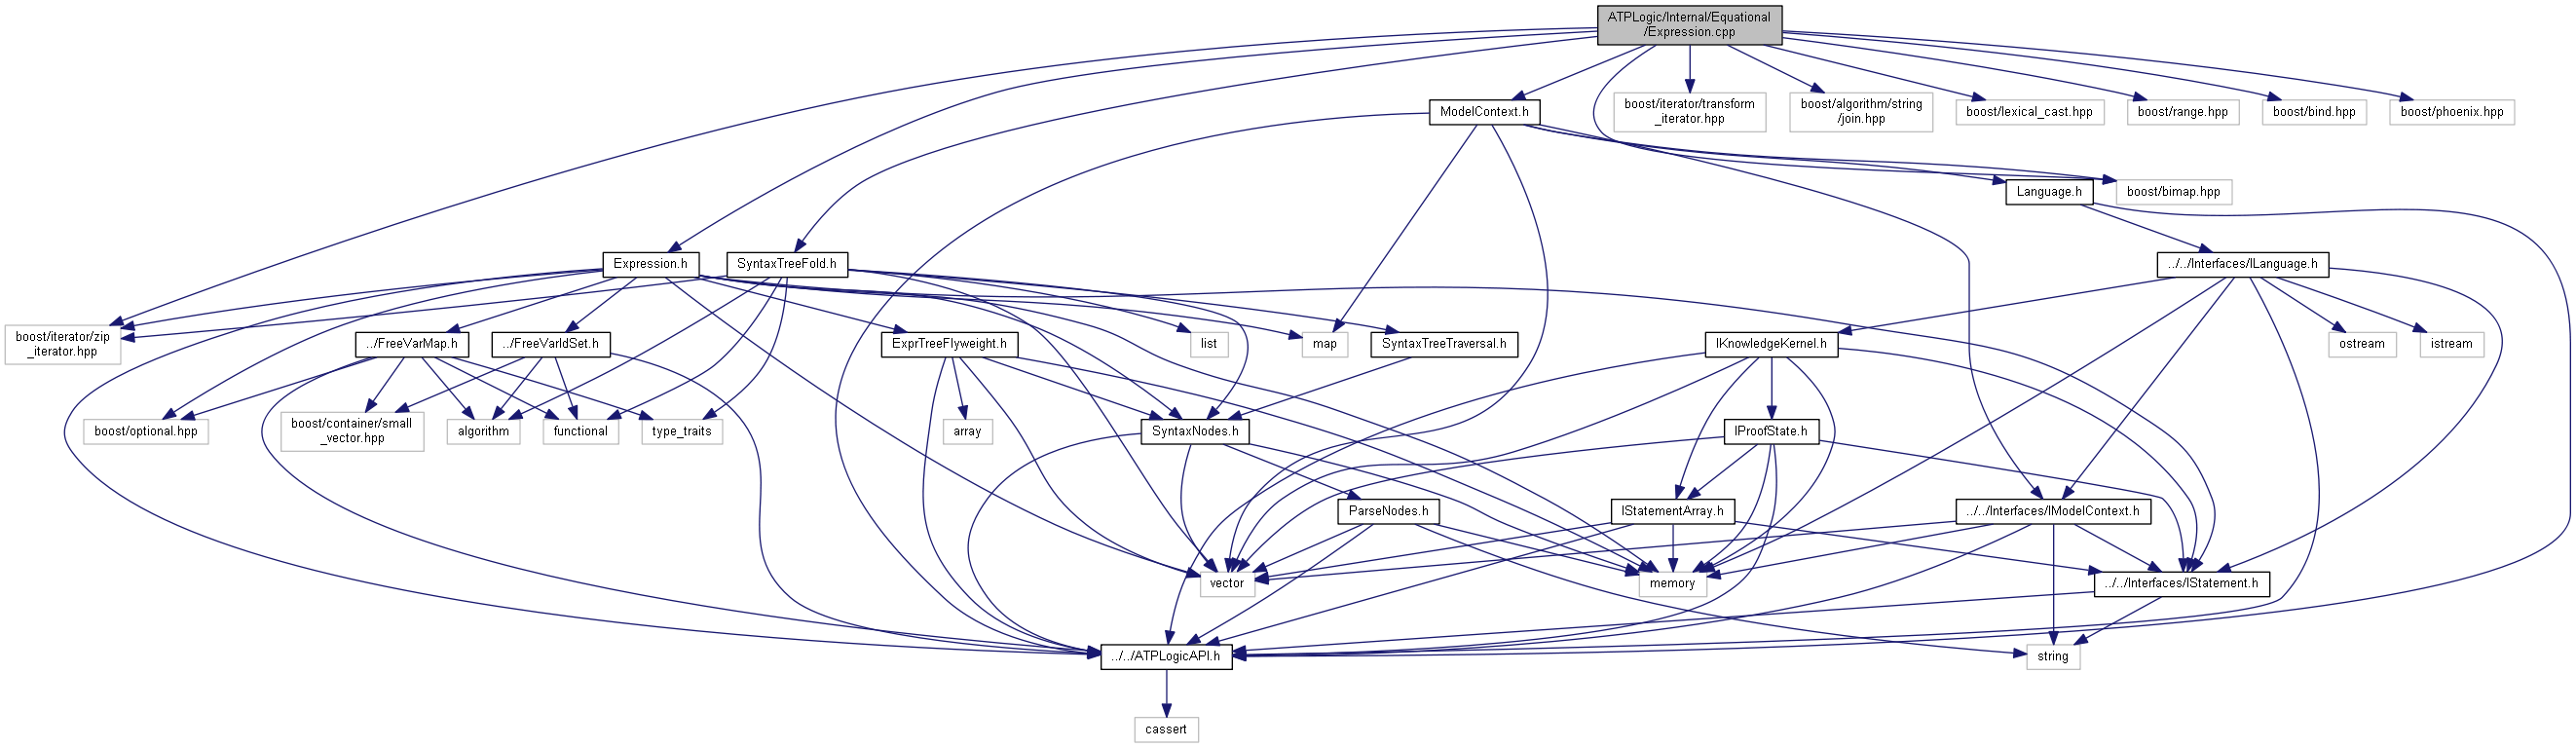 ATPLogic/Internal/Equational
/Expression.cpp
ModelContext.h
boost/iterator/transform
_iterator.hpp
boost/algorithm/string
/join.hpp
boost/lexical_cast.hpp
boost/range.hpp
boost/bind.hpp
boost/phoenix.hpp
Language.h
boost/bimap.hpp
Expression.h
SyntaxTreeFold.h
../../Interfaces/ILanguage.h
boost/iterator/zip
_iterator.hpp
../FreeVarMap.h
../FreeVarIdSet.h
ExprTreeFlyweight.h
list
map
SyntaxTreeTraversal.h
IKnowledgeKernel.h
ostream
istream
boost/optional.hpp
boost/container/small
_vector.hpp
algorithm
functional
type_traits
array
SyntaxNodes.h
IProofState.h
ParseNodes.h
IStatementArray.h
../../Interfaces/IModelContext.h
vector
memory
../../Interfaces/IStatement.h
../../ATPLogicAPI.h
string
cassert